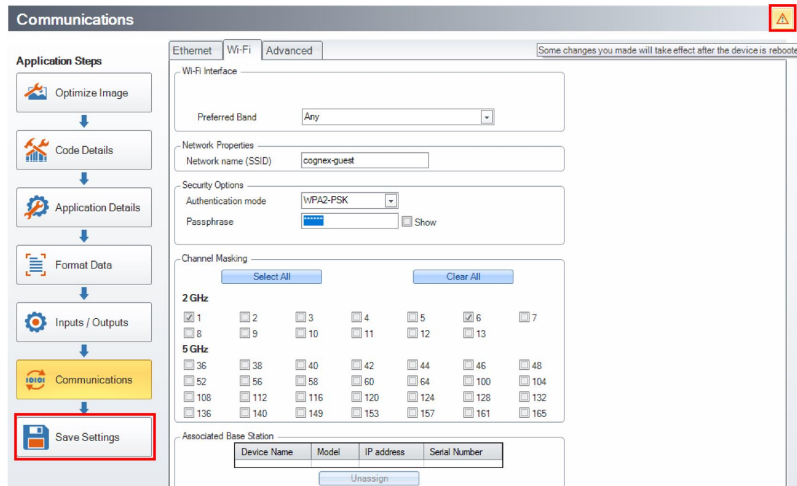 Communications
Application Steps
Optimize Image
Code Details
Application Details
Format Data
Inputs / Outputs
Communications
Save Settings
Ethernet Wi-Fi Advanced
Some changes you made will take effect after the device is reboote
Wi-Fi Interface
Preferred Band Any
Network Properties
Network name (SSID) cognex-guest
Security Options
Authentication mode WPA2-PSK
Passphrase Show
Channel Masking
Select All Clear All
2 GHz
1 2 3 4 5 6 7
8 9 10 11 12 13
5 GHz
36 38 40 42 44 46 48
52 56 58 60 64 100 104
108 112 116 120 124 128 132
136 140 149 153 157 161 165
Associated Base Station
Device Name Model IP address Serial Number
Unassign